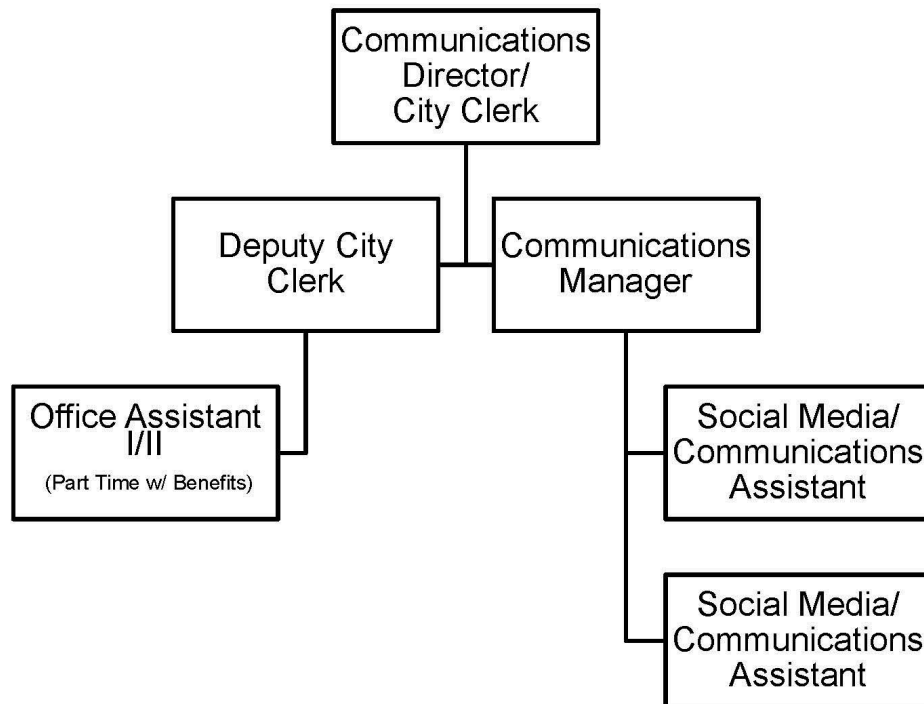 Communications
Director/
City Clerk
Deputy City
Clerk
Communications
Manager
Office Assistant
I/II
(Part Time w/ Benefits)
Social Media/
Communications
Assistant
Social Media/
Communications
Assistant